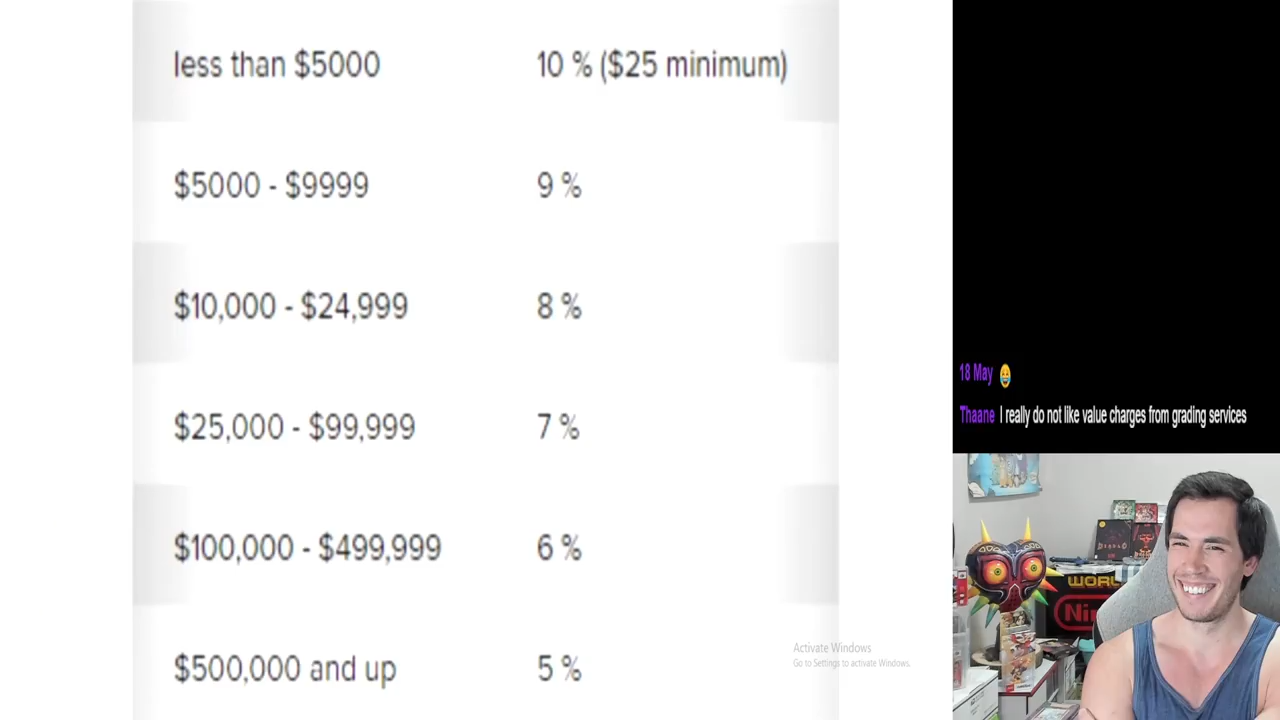 less than $5000 10 % ($25 minimum)
$5000 - $9999 9 %
$10,000 - $24,999 8 %
$25,000 - $99,999 7 %
$100,000 - $499,999 6 %
$500,000 and up 5 %
Activate Windows
Go to Settings to activate Windows.
18 May 😂
Thaane I really do not like value charges from grading services
WORL
Nin